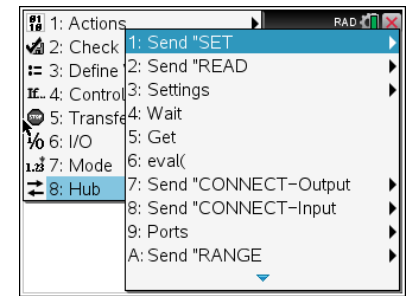 1: Actions
RAD
2: Check
3: Define
If.. 4: Control
5: Transfe
6: I/O
7: Mode
8: Hub
1: Send "SET
2: Send "READ
3: Settings
4: Wait
5: Get
6: eval(
7: Send "CONNECT-Output
8: Send "CONNECT-Input
9: Ports
A: Send "RANGE